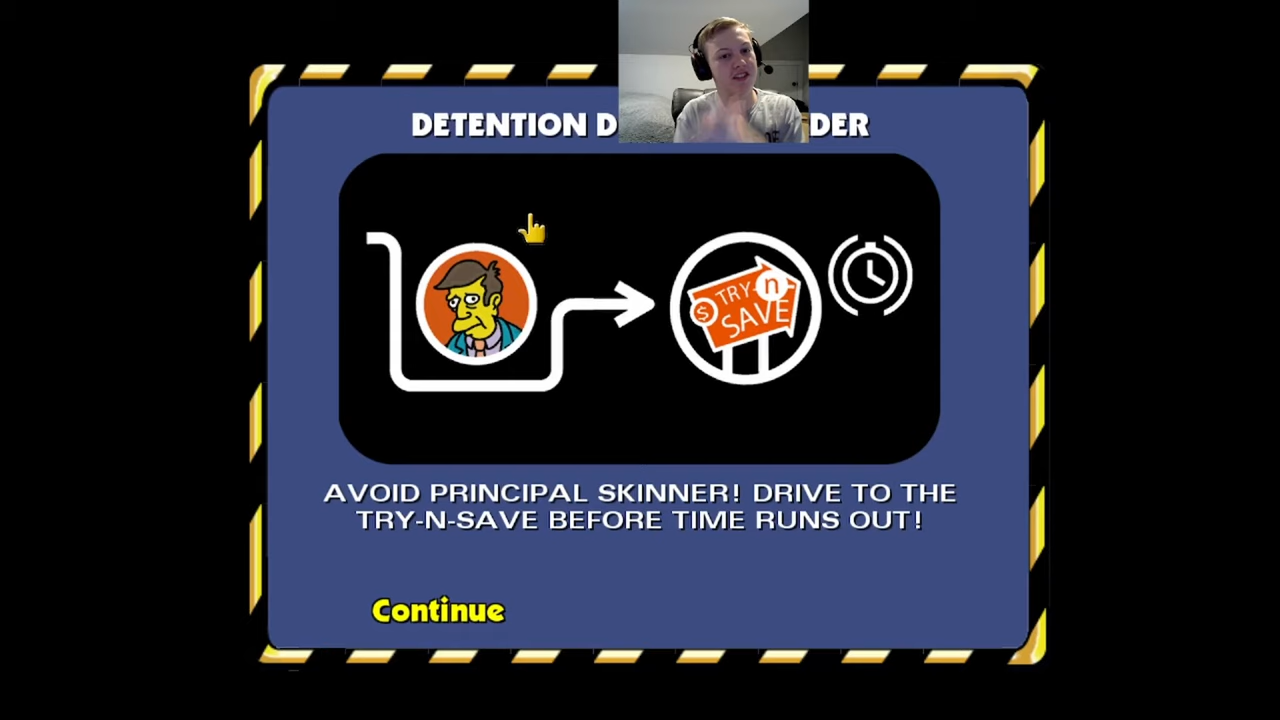 DETENTION D
DER
TRY-n
$
SAVE
AVOID PRINCIPAL SKINNER! DRIVE TO THE
TRY-N-SAVE BEFORE TIME RUNS OUT!
Continue